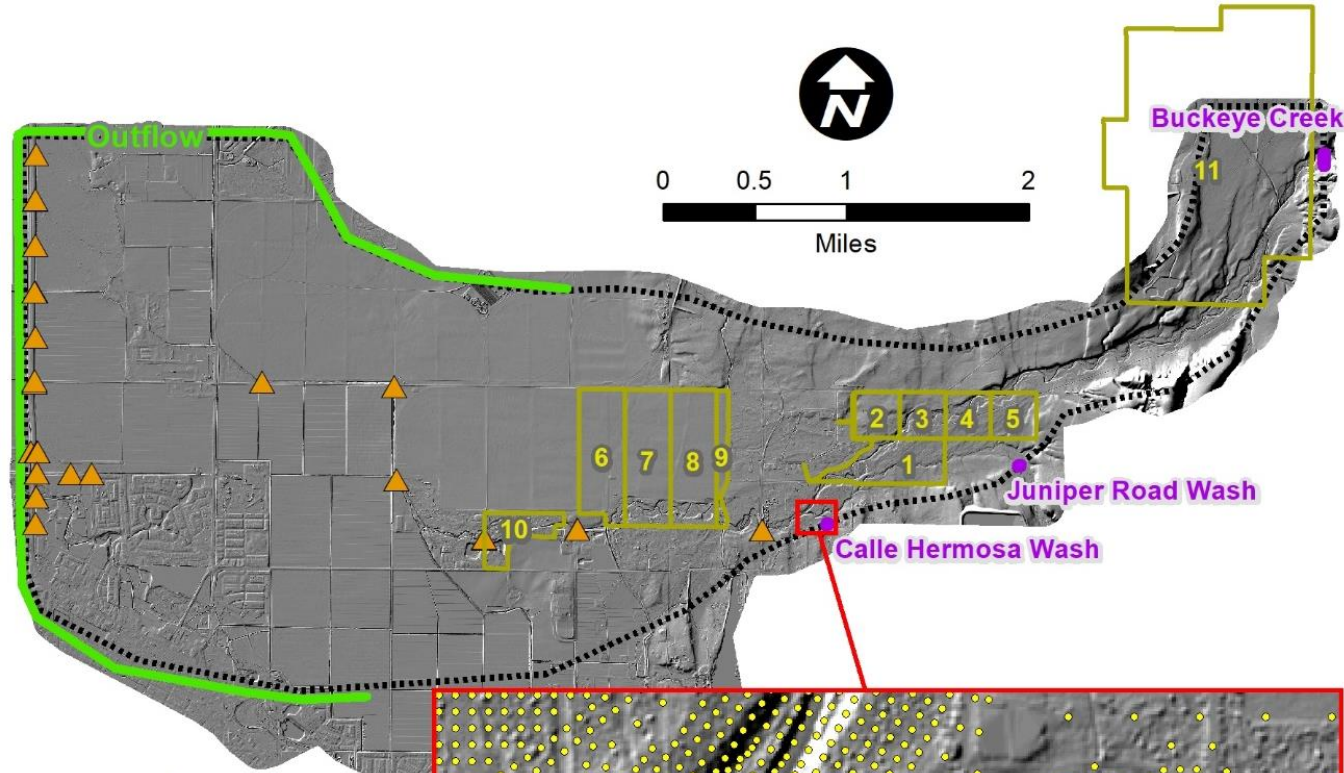 Outflow
Buckeye Creek
N
11
0 0.5 1 2
Miles
2 3 4 5
6 7 8 9
1
Juniper Road Wash
10
Calle Hermosa Wash